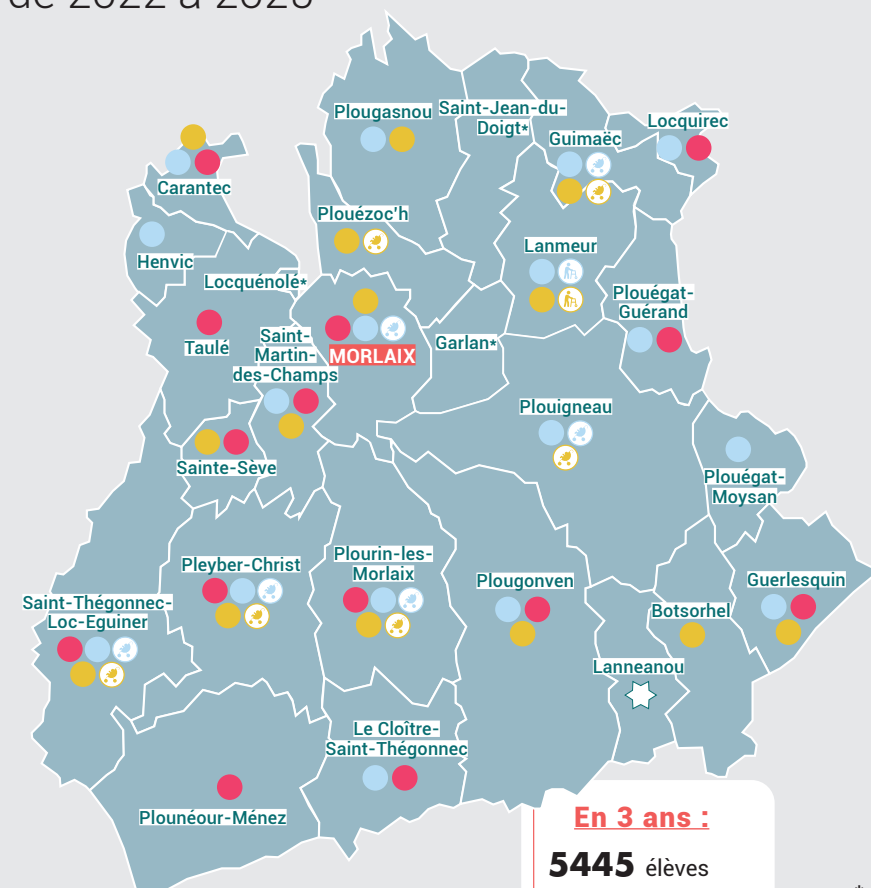 de 2022 à 2026
Plougasnou
Saint-Jean-du-
Doigt*
Guimaëc
Locquirec
Carantec
Plouézoc'h
Henvic
Lanmeur
Locquénolé*
Plouégat-
Guérand
Taulé
Saint-
Martin-
des-Champs
MORLAIX
Garlan*
Plouigneau
Sainte-Sève
Plouégat-
Moysan
Pleyber-Christ
Plourin-les-
Morlaix
Plougonven
Guerlesquin
Saint-Thégonnec-
Loc-Eguiner
Botsorhel
Lanneanou
Le Cloître-
Saint-Thégonnec
Plounéour-Ménez
En 3 ans :
5445 élèves
*